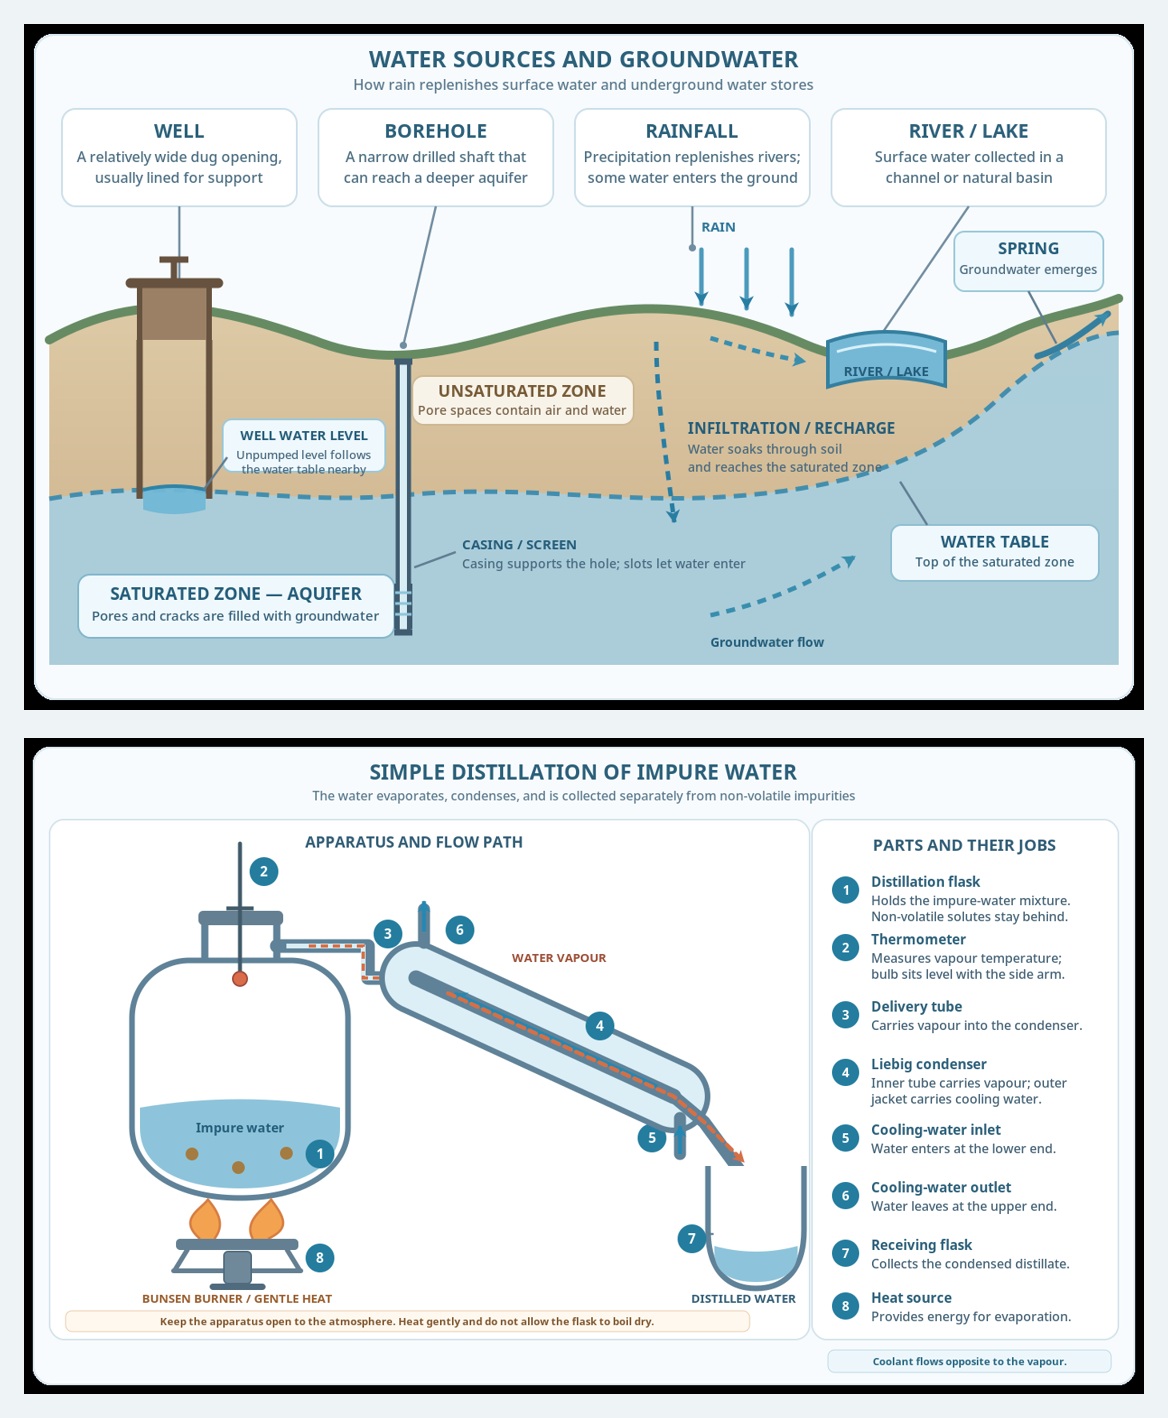 WATER SOURCES AND GROUNDWATER
How rain replenishes surface water and underground water stores
WELL
A relatively wide dug opening,
usually lined for support
BOREHOLE
A narrow drilled shaft that
can reach a deeper aquifer
RAINFALL
Precipitation replenishes rivers;
some water enters the ground
RIVER / LAKE
Surface water collected in a
channel or natural basin
RAIN
SPRING
Groundwater emerges
RIVER / LAKE
UNSATURATED ZONE
Pore spaces contain air and water
WELL WATER LEVEL
Unpumped level follows
the water table nearby
INFILTRATION / RECHARGE
Water soaks through soil
and reaches the saturated zone
CASING / SCREEN
Casing supports the hole; slots let water enter
WATER TABLE
Top of the saturated zone
SATURATED ZONE — AQUIFER
Pores and cracks are filled with groundwater
Groundwater flow
SIMPLE DISTILLATION OF IMPURE WATER
The water evaporates, condenses, and is collected separately from non-volatile impurities
APPARATUS AND FLOW PATH
2
3
6
WATER VAPOUR
4
Impure water
1
5
7
8
BUNSEN BURNER / GENTLE HEAT
DISTILLED WATER
Keep the apparatus open to the atmosphere. Heat gently and do not allow the flask to boil dry.
PARTS AND THEIR JOBS
1
Distillation flask
Holds the impure-water mixture.
Non-volatile solutes stay behind.
2
Thermometer
Measures vapour temperature;
bulb sits level with the side arm.
3
Delivery tube
Carries vapour into the condenser.
4
Liebig condenser
Inner tube carries vapour; outer
jacket carries cooling water.
5
Cooling-water inlet
Water enters at the lower end.
6
Cooling-water outlet
Water leaves at the upper end.
7
Receiving flask
Collects the condensed distillate.
8
Heat source
Provides energy for evaporation.
Coolant flows opposite to the vapour.